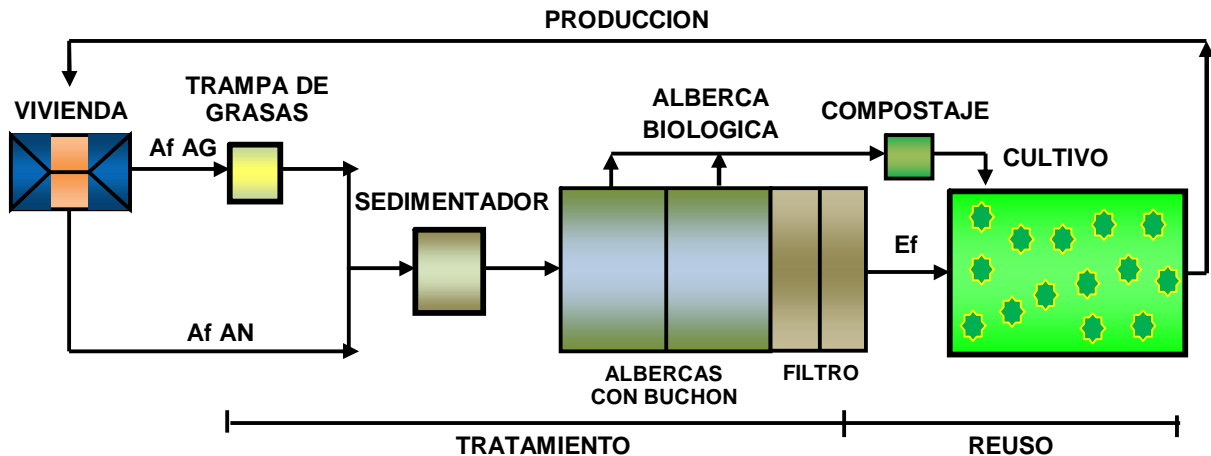 PRODUCCION
VIVIENDA
TRAMPA DE
GRASAS
Af AG
SEDIMENTADOR
Af AN
ALBERCA
BIOLOGICA
COMPOSTAJE
CULTIVO
Ef
ALBERCAS
CON BUCHON
FILTRO
TRATAMIENTO
REUSO